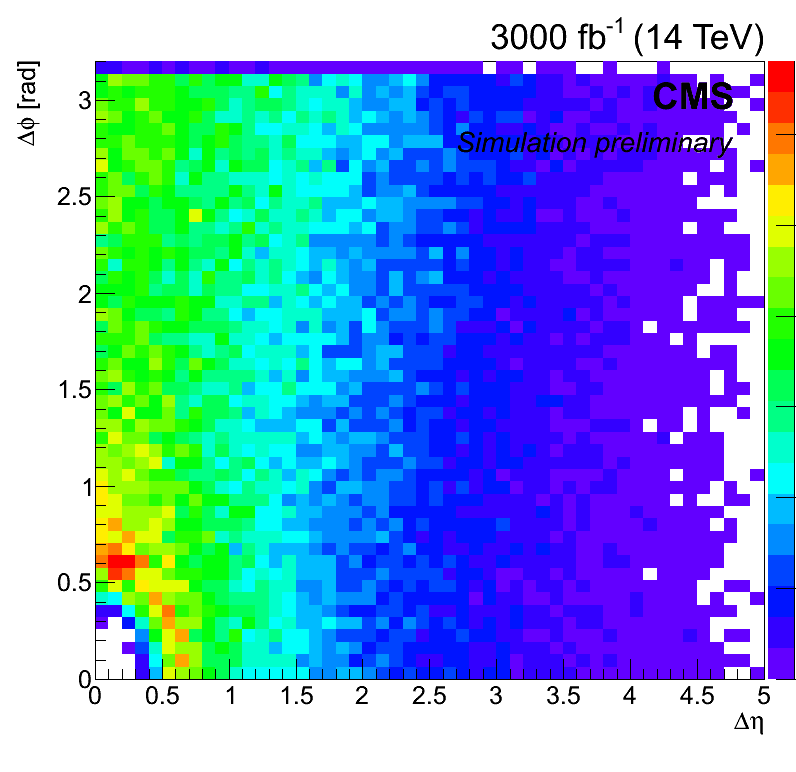 3000 fb-1 (14 TeV)
CMS
Simulation preliminary
Δϕ [rad]
3
2.5
2
1.5
1
0.5
0
0 0.5 1 1.5 2 2.5 3 3.5 4 4.5 5
Δη